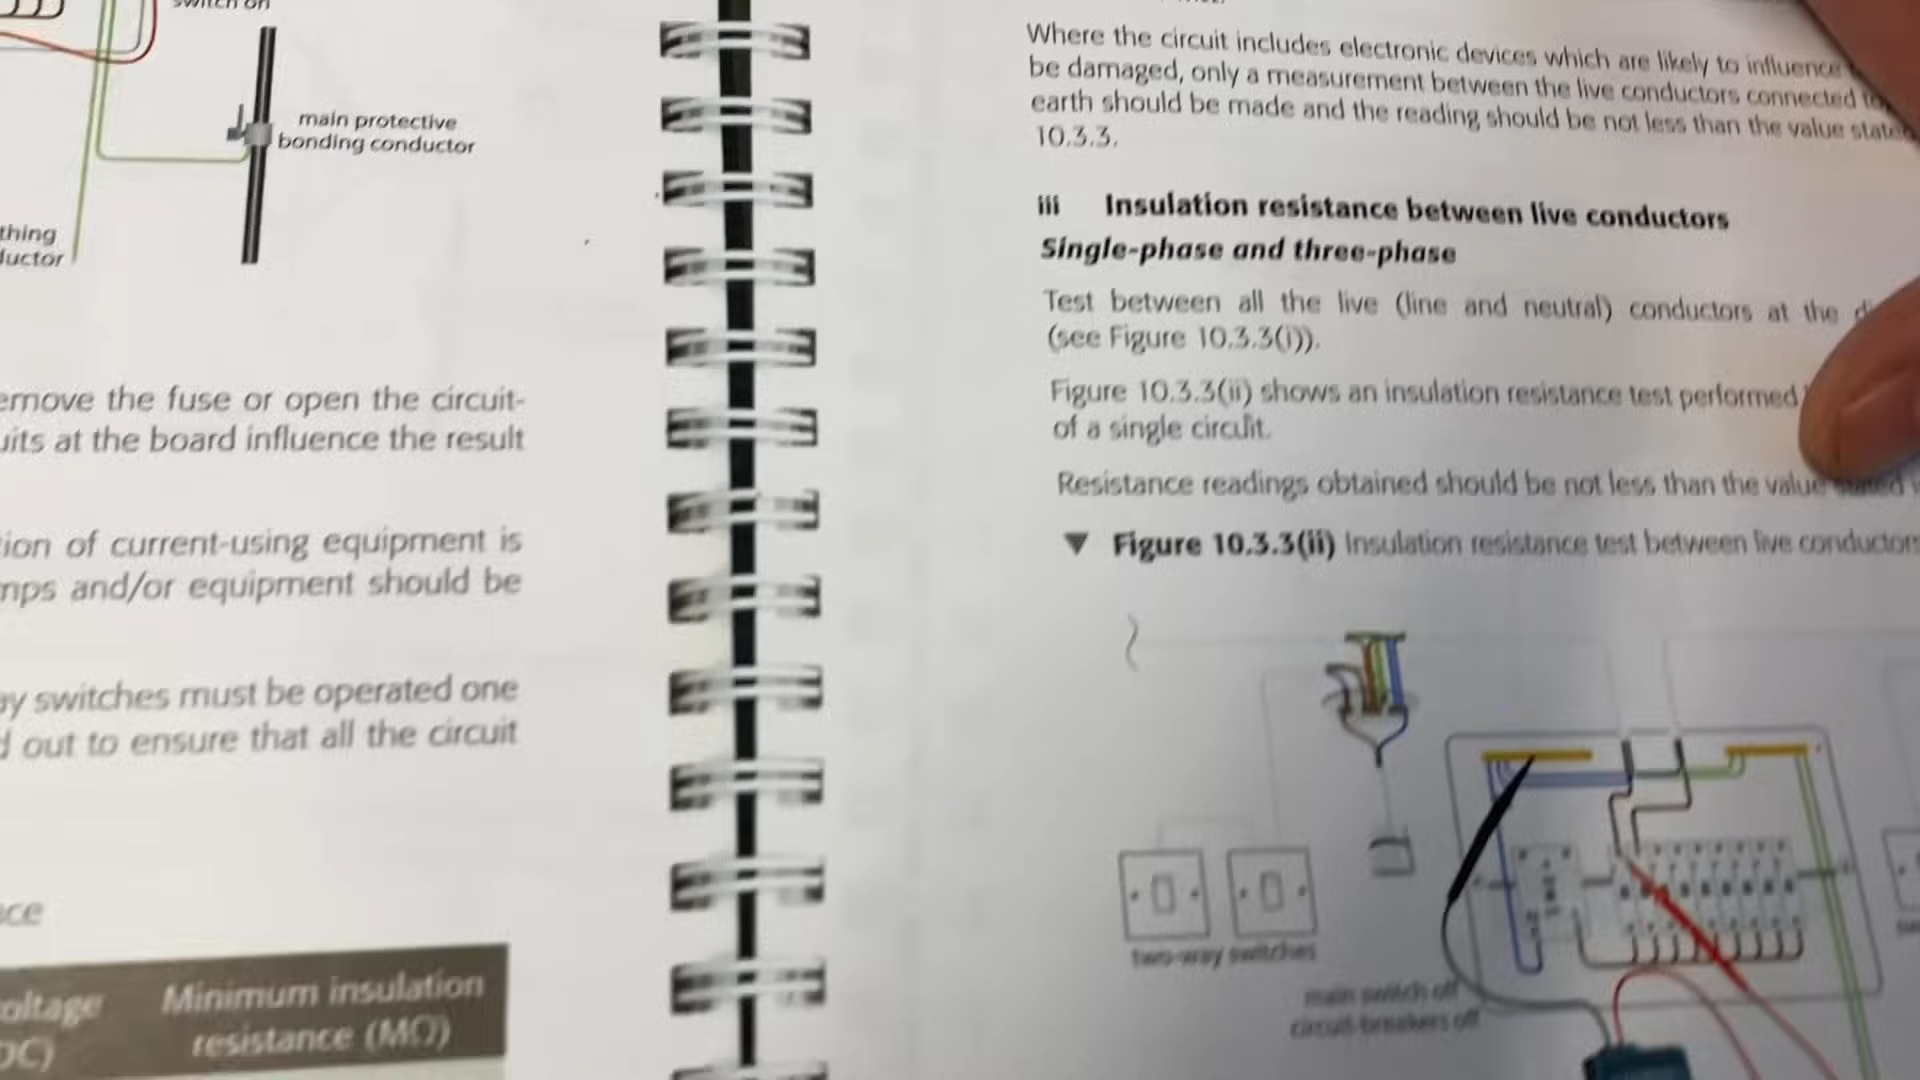 switch on
main protective
bonding conductor
thing
ductor
emove the fuse or open the circuit-
uits at the board influence the result
ion of current-using equipment is
mps and/or equipment should be
ay switches must be operated one
d out to ensure that all the circuit
ce
oltage
DC)
Minimum insulation
resistance (MΩ)
Where the circuit includes electronic devices which are likely to influence
be damaged, only a measurement between the live conductors connected to
earth should be made and the reading should be not less than the value stated
10.3.3.
iii Insulation resistance between live conductors
Single-phase and three-phase
Test between all the live (line and neutral) conductors at the di
(see Figure 10.3.3(i)).
Figure 10.3.3(ii) shows an insulation resistance test performed
of a single circuit.
Resistance readings obtained should be not less than the value stated i
▼ Figure 10.3.3(ii) Insulation resistance test between live conductors
two-way switches
main switch off
circuit-breakers off